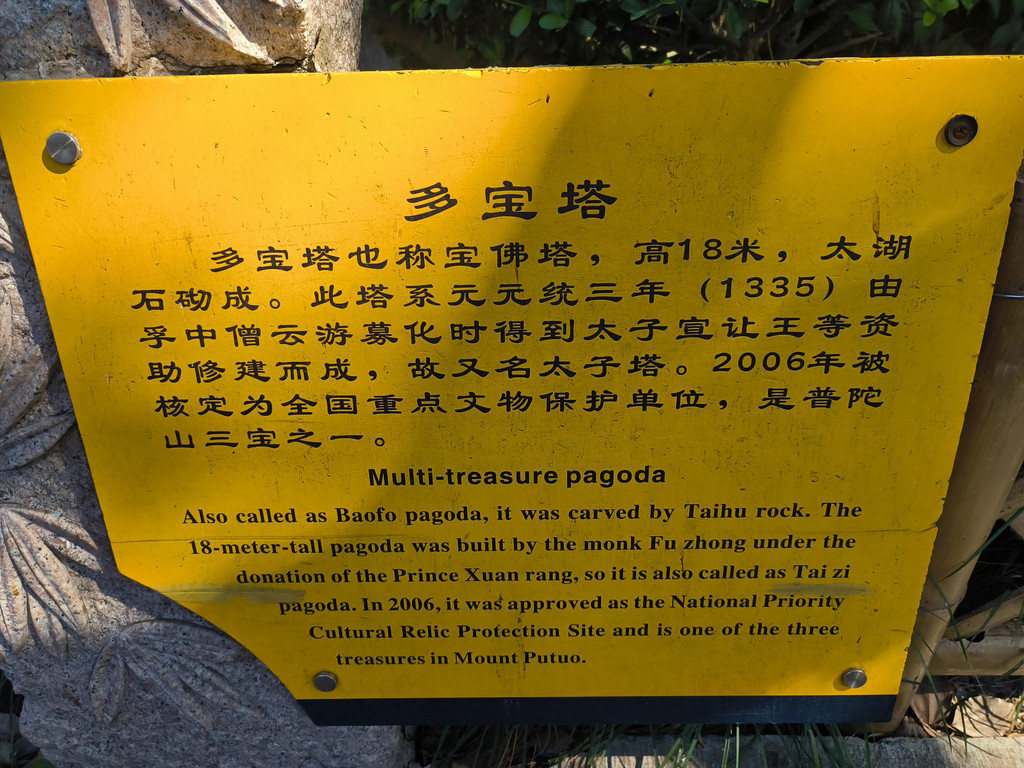 多宝塔
多宝塔也称宝佛塔，高18米，太湖
石砌成。此塔系元元统三年（1335）由
孚中僧云游募化时得到太子宣让王等资
助修建而成，故又名太子塔。2006年被
核定为全国重点文物保护单位，是普陀
山三宝之一。
Multi-treasure pagoda
Also called as Baofo pagoda, it was carved by Taihu rock. The
18-meter-tall pagoda was built by the monk Fu zhong under the
donation of the Prince Xuan rang, so it is also called as Tai zi
pagoda. In 2006, it was approved as the National Priority
Cultural Relic Protection Site and is one of the three
treasures in Mount Putuo.